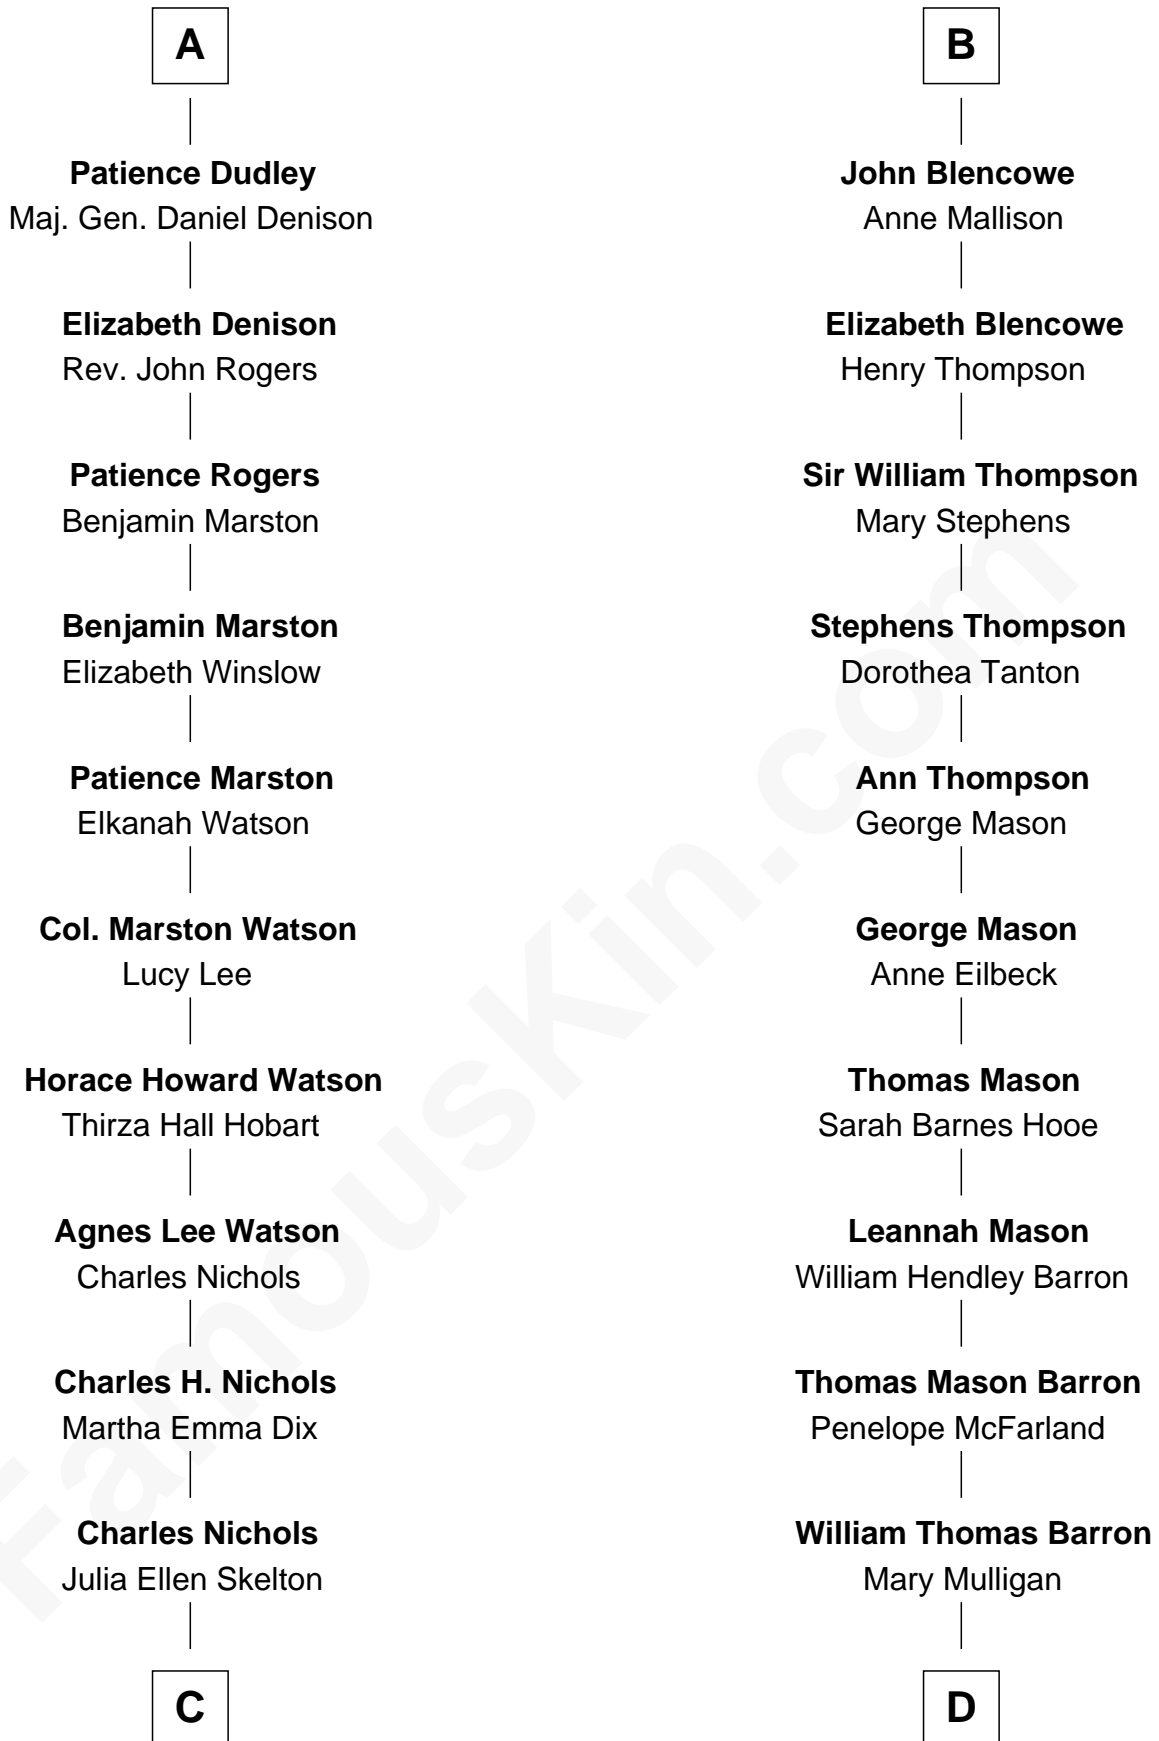 A
Patience Dudley
Maj. Gen. Daniel Denison
Elizabeth Denison
Rev. John Rogers
Patience Rogers
Benjamin Marston
Benjamin Marston
Elizabeth Winslow
Patience Marston
Elkanah Watson
Col. Marston Watson
Lucy Lee
Horace Howard Watson
Thirza Hall Hobart
Agnes Lee Watson
Charles Nichols
Charles H. Nichols
Martha Emma Dix
Charles Nichols
Julia Ellen Skelton
C
B
John Blencowe
Anne Mallison
Elizabeth Blencowe
Henry Thompson
Sir William Thompson
Mary Stephens
Stephens Thompson
Dorothea Tanton
Ann Thompson
George Mason
George Mason
Anne Eilbeck
Thomas Mason
Sarah Barnes Hooe
Leannah Mason
William Hendley Barron
Thomas Mason Barron
Penelope McFarland
William Thomas Barron
Mary Mulligan
D
FamousKin.com